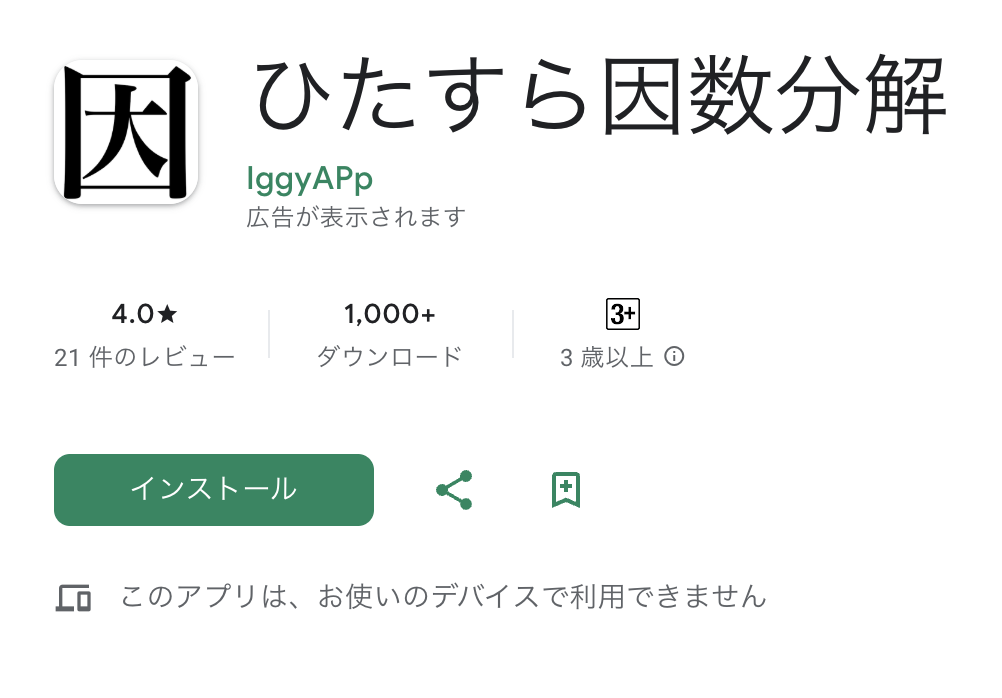 因
ひたすら因数分解
IggyAPp
広告が表示されます
4.0★
21 件のレビュー
1,000+
ダウンロード
3+
3 歳以上
インストール
このアプリは、お使いのデバイスで利用できません